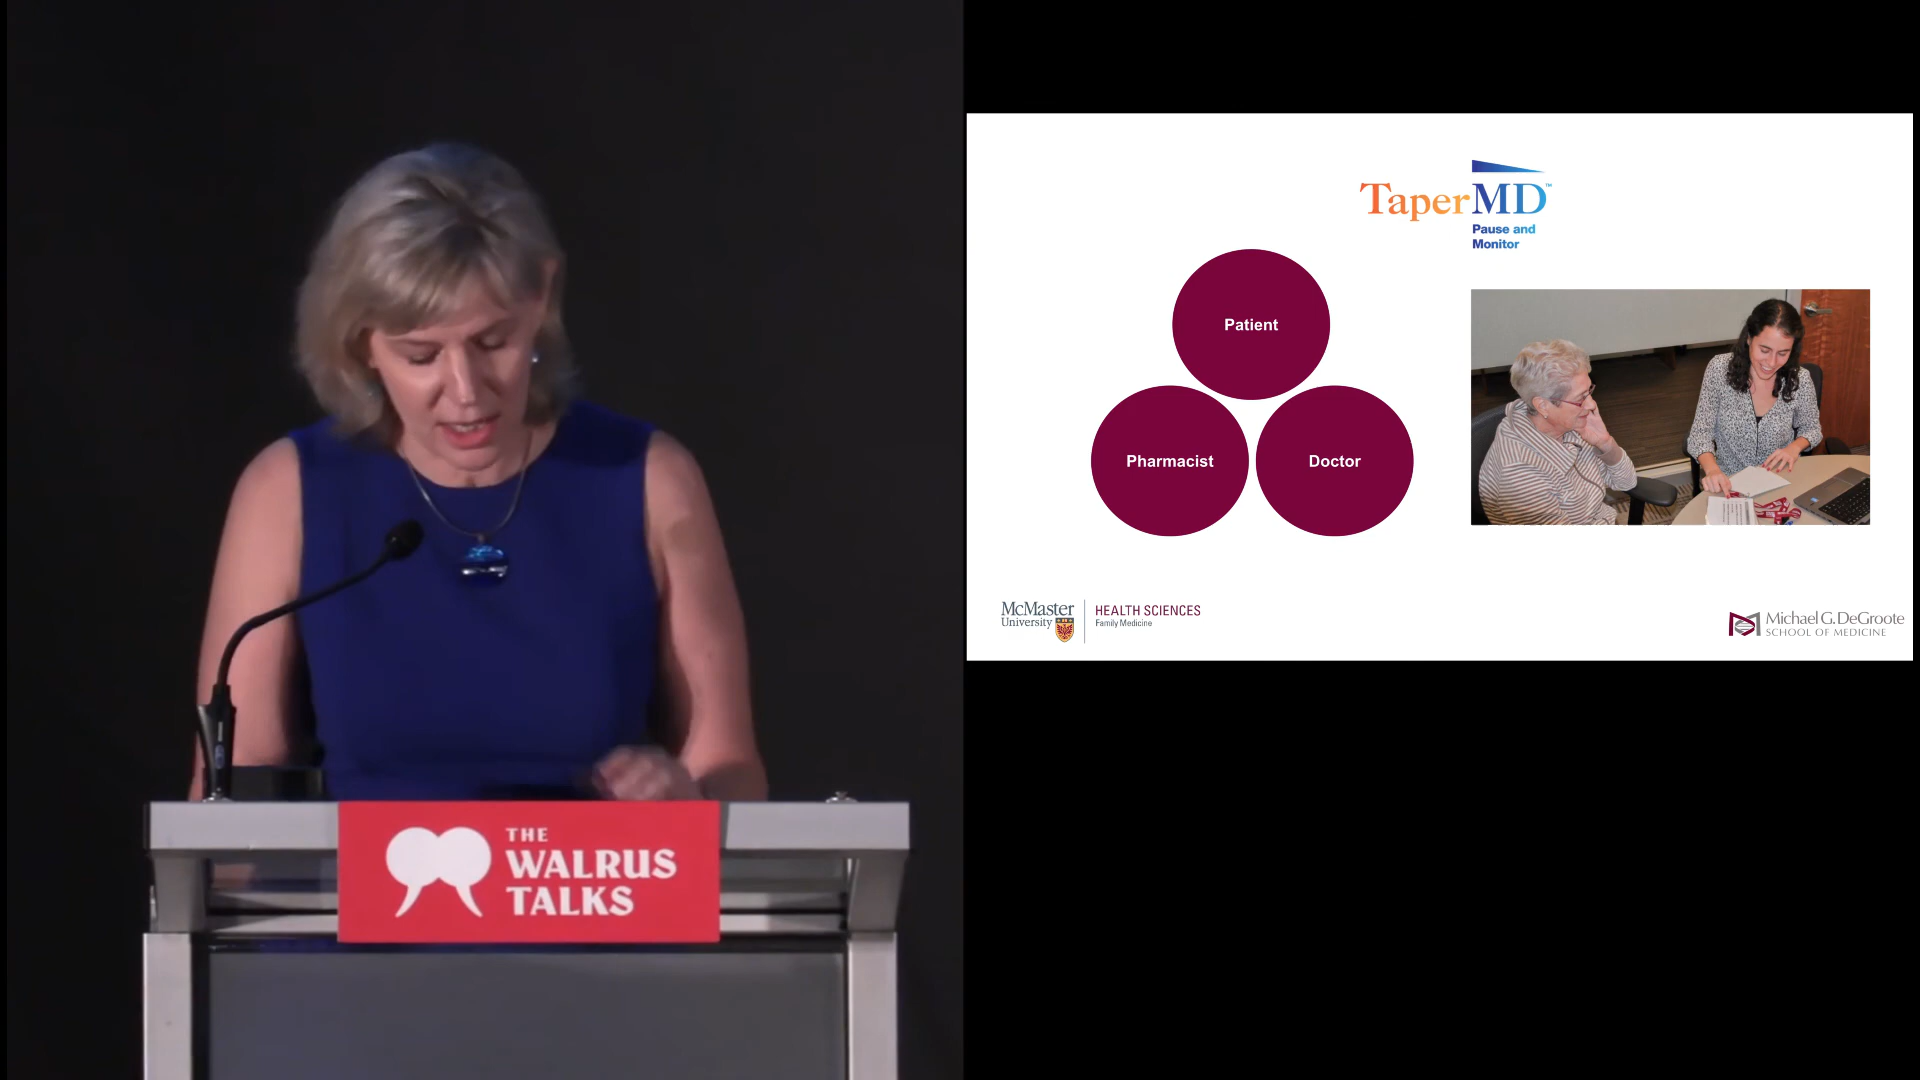 THE
WALRUS
TALKS
TaperMD™
Pause and
Monitor
Patient
Pharmacist
Doctor
McMaster
University
HEALTH SCIENCES
Family Medicine
Michael G. DeGroote
SCHOOL OF MEDICINE